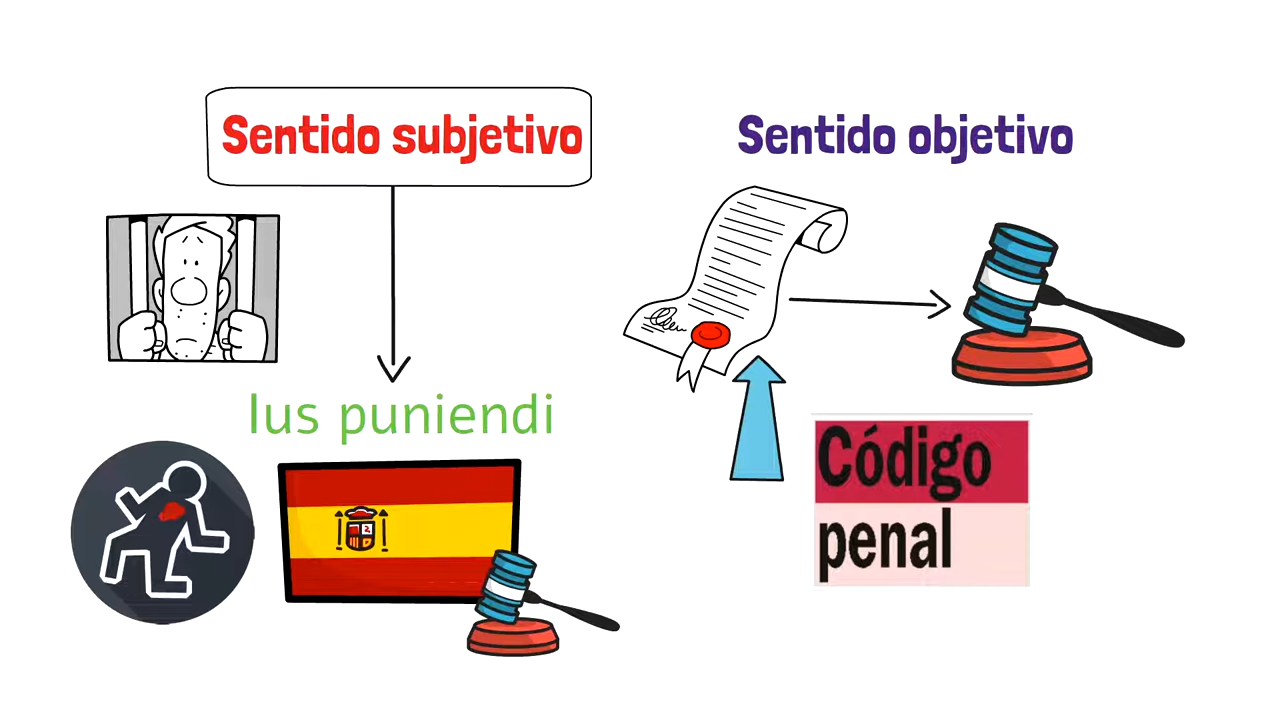 Sentido subjetivo
Sentido objetivo
Ius puniendi
Código
penal